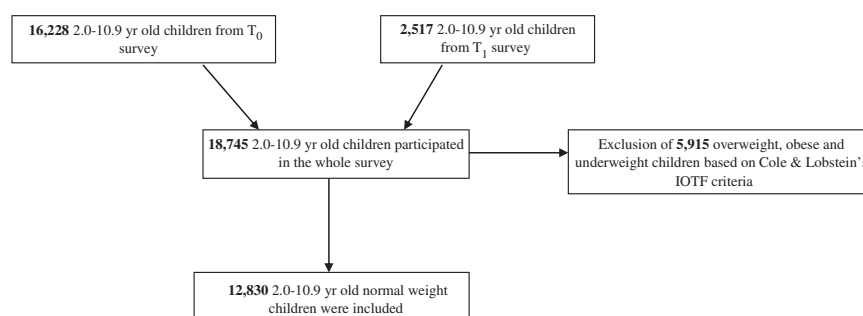 16,228 2.0-10.9 yr old children from T0
survey
2,517 2.0-10.9 yr old children
from T1 survey
18,745 2.0-10.9 yr old children participated
in the whole survey
Exclusion of 5,915 overweight, obese and
underweight children based on Cole & Lobstein's
IOTF criteria
12,830 2.0-10.9 yr old normal weight
children were included